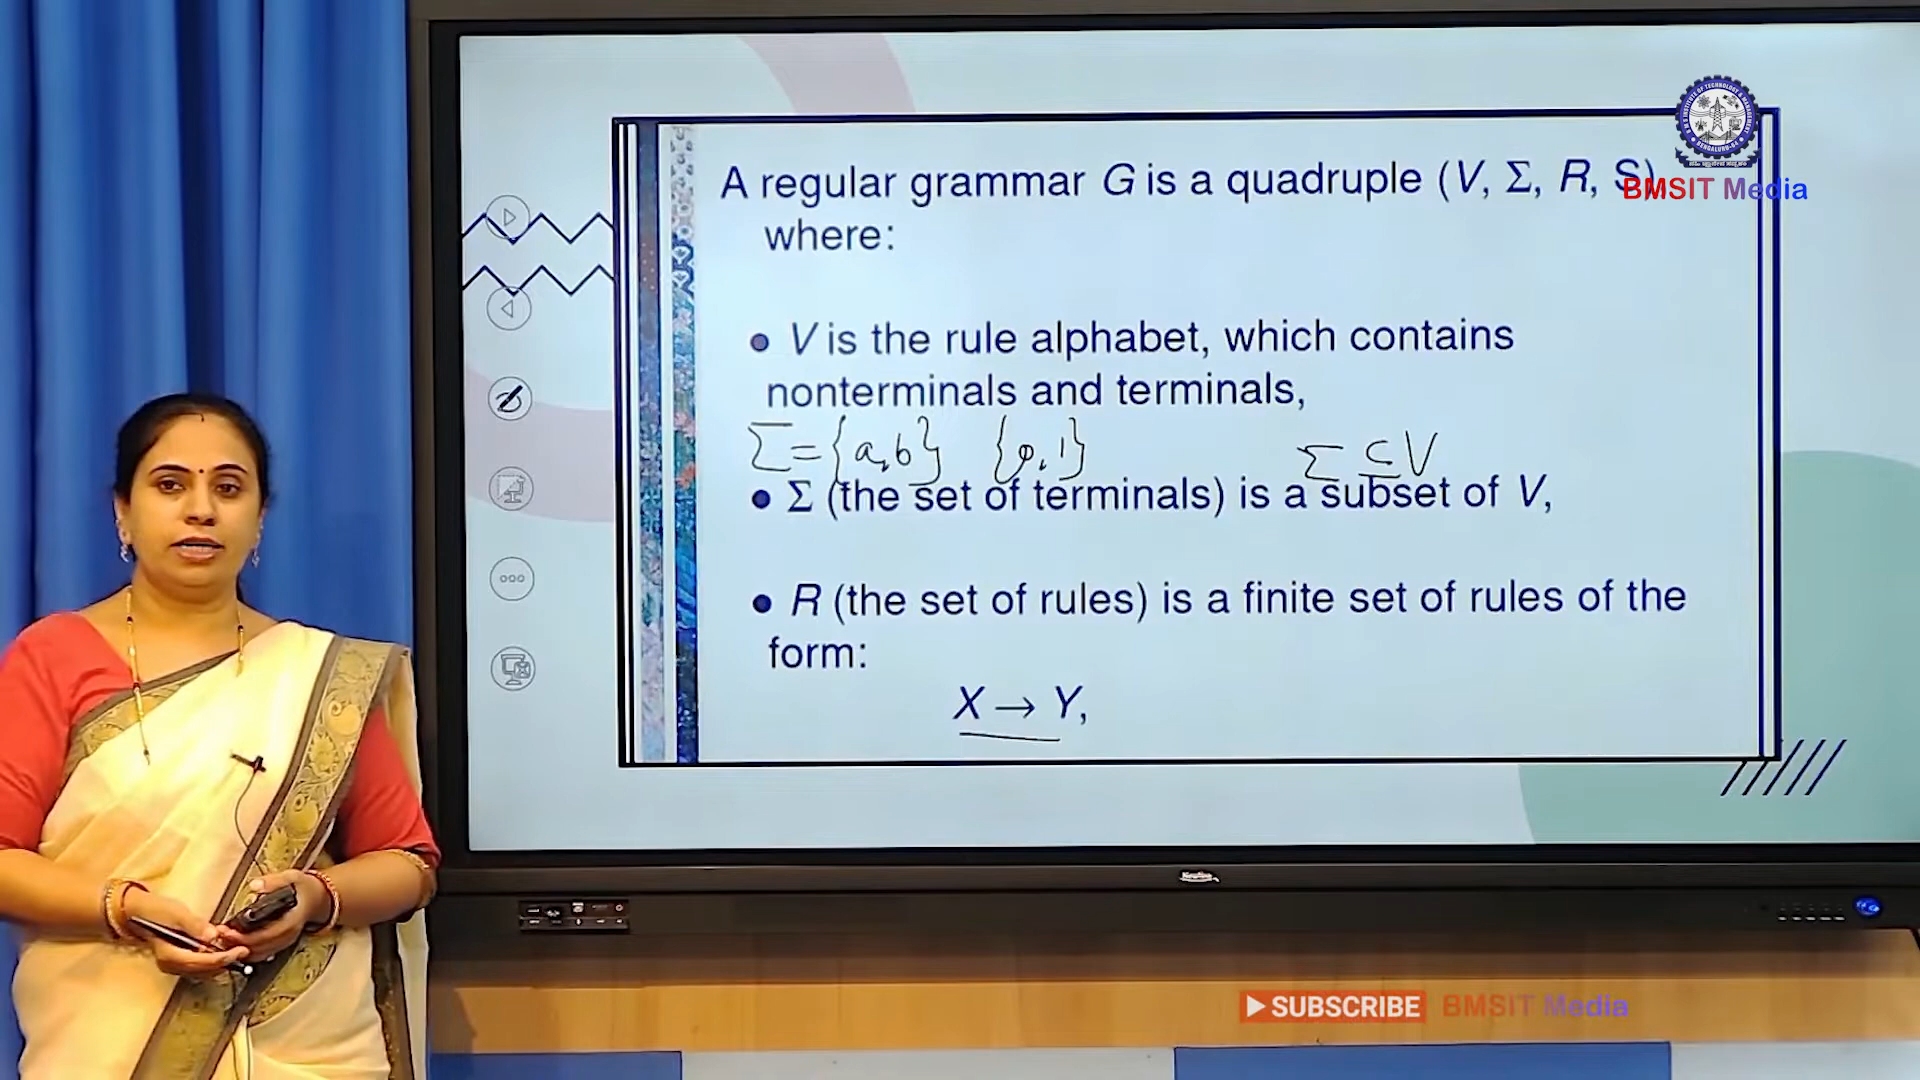 A regular grammar G is a quadruple (V, Σ, R, S),
where:
BMSIT Media
• V is the rule alphabet, which contains
nonterminals and terminals,
Σ = {a, b} {0, 1} Σ ⊆ V
• Σ (the set of terminals) is a subset of V,
• R (the set of rules) is a finite set of rules of the
form:
X → Y,
SUBSCRIBE BMSIT Media